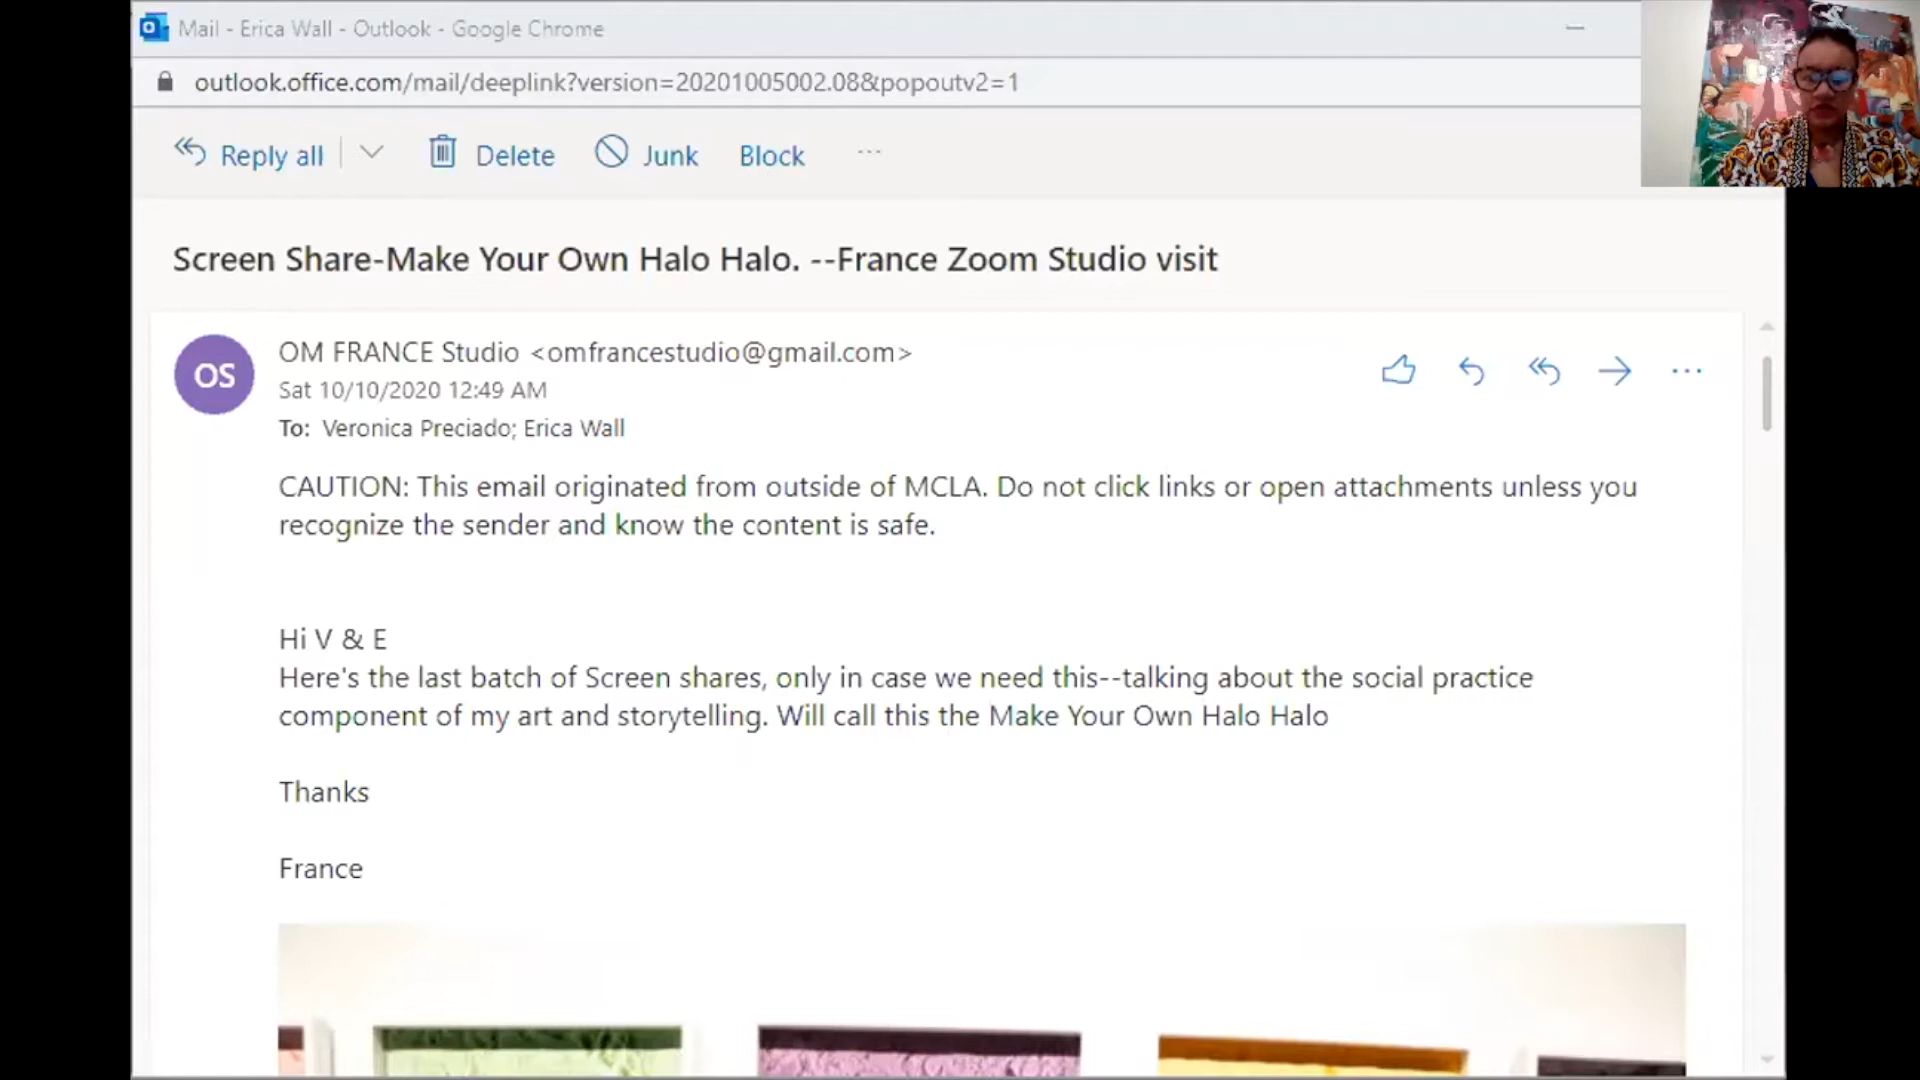 Mail - Erica Wall - Outlook - Google Chrome
outlook.office.com/mail/deeplink?version=20201005002.08&popoutv2=1
Reply all Delete Junk Block ...
Screen Share-Make Your Own Halo Halo. --France Zoom Studio visit
OS
OM FRANCE Studio <omfrancestudio@gmail.com>
Sat 10/10/2020 12:49 AM
To: Veronica Preciado; Erica Wall
CAUTION: This email originated from outside of MCLA. Do not click links or open attachments unless you
recognize the sender and know the content is safe.
Hi V & E
Here's the last batch of Screen shares, only in case we need this--talking about the social practice
component of my art and storytelling. Will call this the Make Your Own Halo Halo
Thanks
France